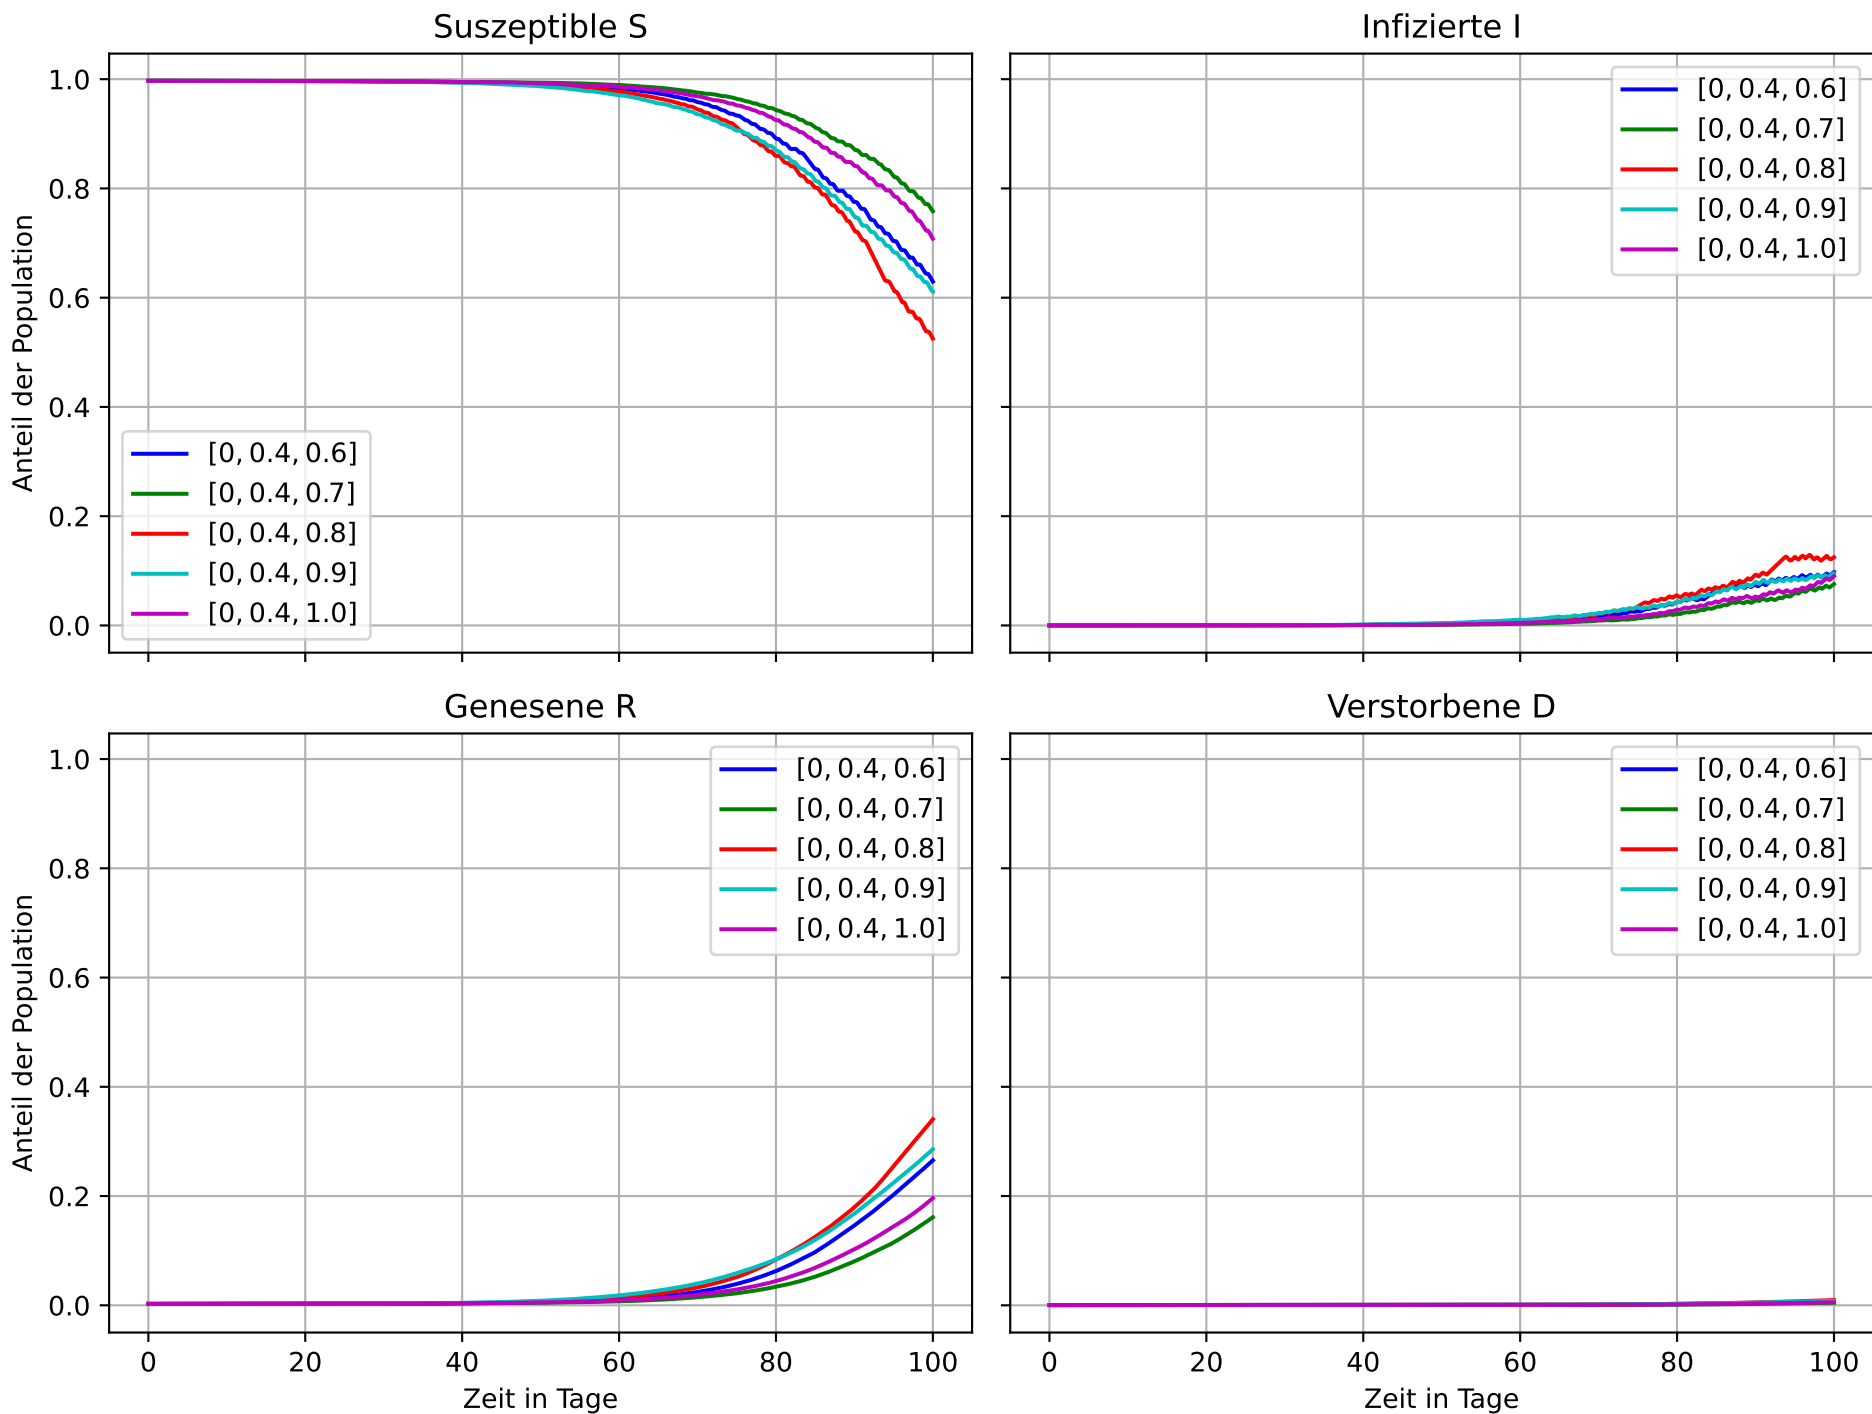 Suszeptible S
Anteil der Population
1.0
0.8
0.6
0.4
0.2
0.0
[0, 0.4, 0.6]
[0, 0.4, 0.7]
[0, 0.4, 0.8]
[0, 0.4, 0.9]
[0, 0.4, 1.0]
Infizierte I
[0, 0.4, 0.6]
[0, 0.4, 0.7]
[0, 0.4, 0.8]
[0, 0.4, 0.9]
[0, 0.4, 1.0]
Genesene R
Anteil der Population
1.0
0.8
0.6
0.4
0.2
0.0
[0, 0.4, 0.6]
[0, 0.4, 0.7]
[0, 0.4, 0.8]
[0, 0.4, 0.9]
[0, 0.4, 1.0]
0 20 40 60 80 100
Zeit in Tage
Verstorbene D
[0, 0.4, 0.6]
[0, 0.4, 0.7]
[0, 0.4, 0.8]
[0, 0.4, 0.9]
[0, 0.4, 1.0]
0 20 40 60 80 100
Zeit in Tage